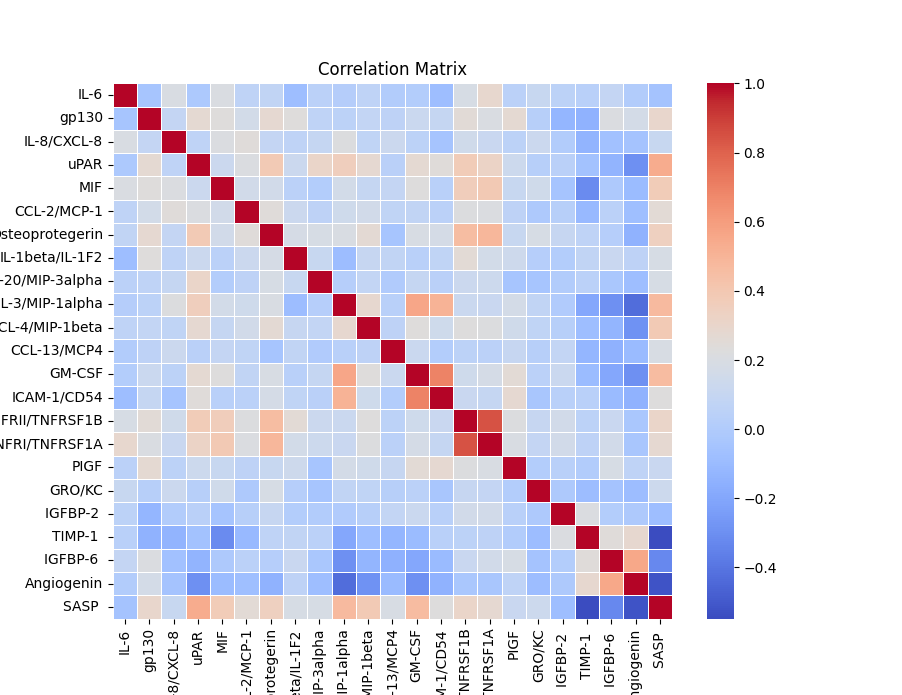 Correlation Matrix
IL-6
gp130
IL-8/CXCL-8
uPAR
MIF
CCL-2/MCP-1
steoprotegerin
IL-1beta/IL-1F2
-20/MIP-3alpha
L-3/MIP-1alpha
CL-4/MIP-1beta
CCL-13/MCP4
GM-CSF
ICAM-1/CD54
FRII/TNFRSF1B
NFRI/TNFRSF1A
PIGF
GRO/KC
IGFBP-2
TIMP-1
IGFBP-6
Angiogenin
SASP
IL-6
gp130
8/CXCL-8
uPAR
MIF
-2/MCP-1
protegerin
eta/IL-1F2
IP-3alpha
IP-1alpha
MIP-1beta
-13/MCP4
GM-CSF
M-1/CD54
TNFRSF1B
TNFRSF1A
PIGF
GRO/KC
IGFBP-2
TIMP-1
IGFBP-6
ngiogenin
SASP
1.0
0.8
0.6
0.4
0.2
0.0
−0.2
−0.4